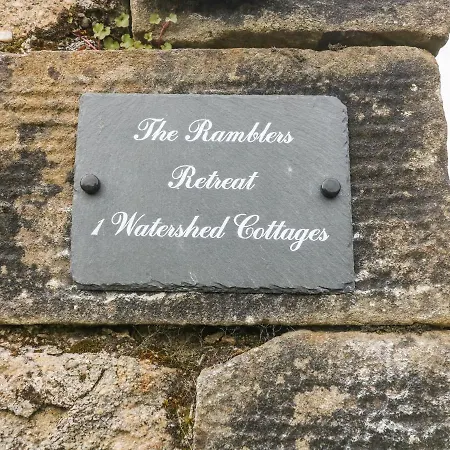 The Ramblers
Retreat
1 Watershed Cottages